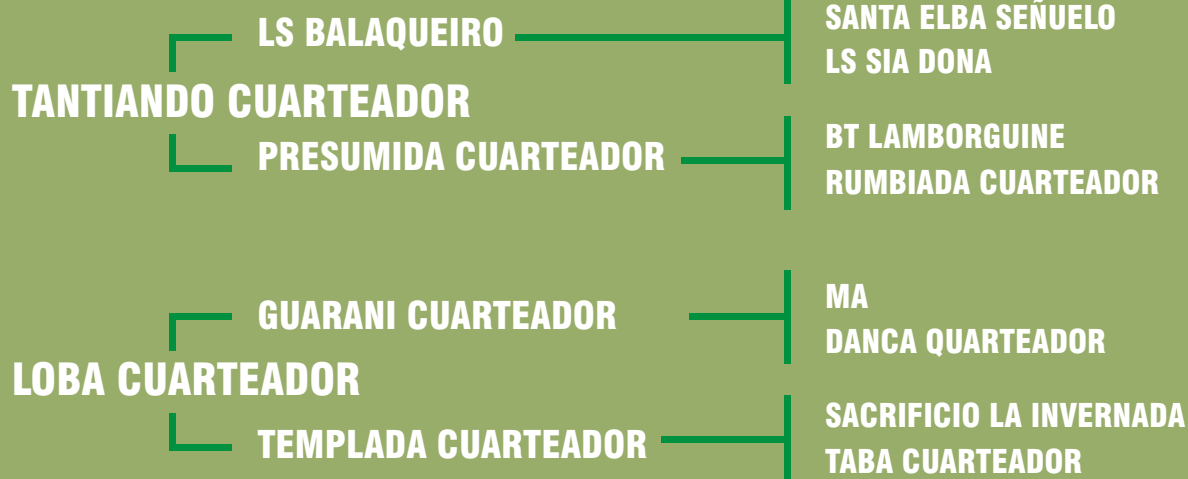 SANTA ELBA SEÑUELO
LS BALAQUEIRO
LS SIA DONA
TANTIANDO CUARTEADOR
BT LAMBORGUINE
PRESUMIDA CUARTEADOR
RUMBIADA CUARTEADOR
MA
GUARANI CUARTEADOR
DANCA QUARTEADOR
LOBA CUARTEADOR
SACRIFICIO LA INVERNADA
TEMPLADA CUARTEADOR
TABA CUARTEADOR